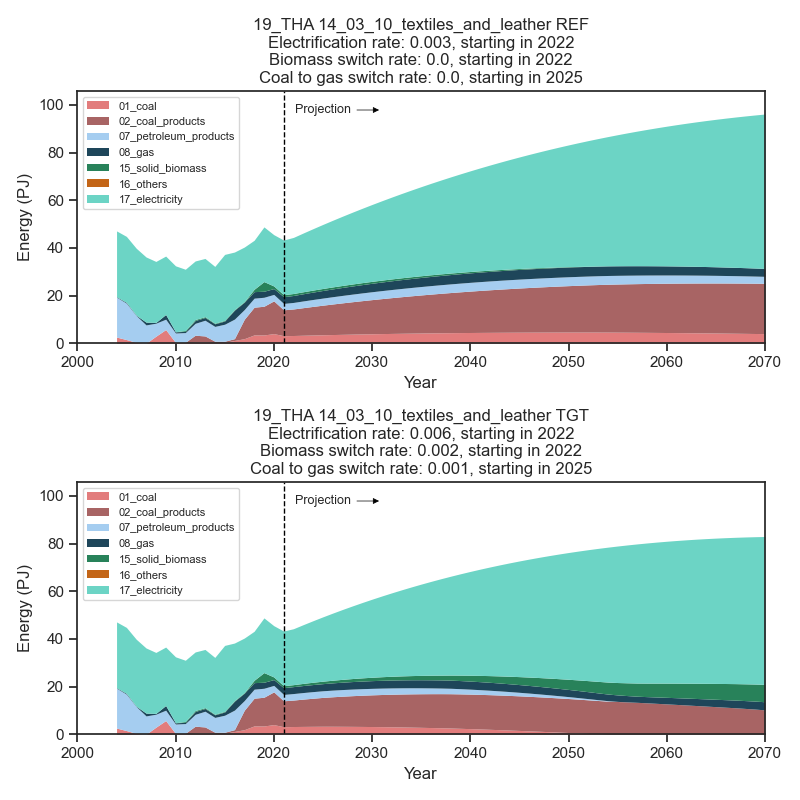 19_THA 14_03_10_textiles_and_leather REF
Electrification rate: 0.003, starting in 2022
Biomass switch rate: 0.0, starting in 2022
Coal to gas switch rate: 0.0, starting in 2025
100
80
60
40
20
0
Energy (PJ)
01_coal
02_coal_products
07_petroleum_products
08_gas
15_solid_biomass
16_others
17_electricity
Projection
2000 2010 2020 2030 2040 2050 2060 2070
Year
19_THA 14_03_10_textiles_and_leather TGT
Electrification rate: 0.006, starting in 2022
Biomass switch rate: 0.002, starting in 2022
Coal to gas switch rate: 0.001, starting in 2025
100
80
60
40
20
0
Energy (PJ)
01_coal
02_coal_products
07_petroleum_products
08_gas
15_solid_biomass
16_others
17_electricity
Projection
2000 2010 2020 2030 2040 2050 2060 2070
Year